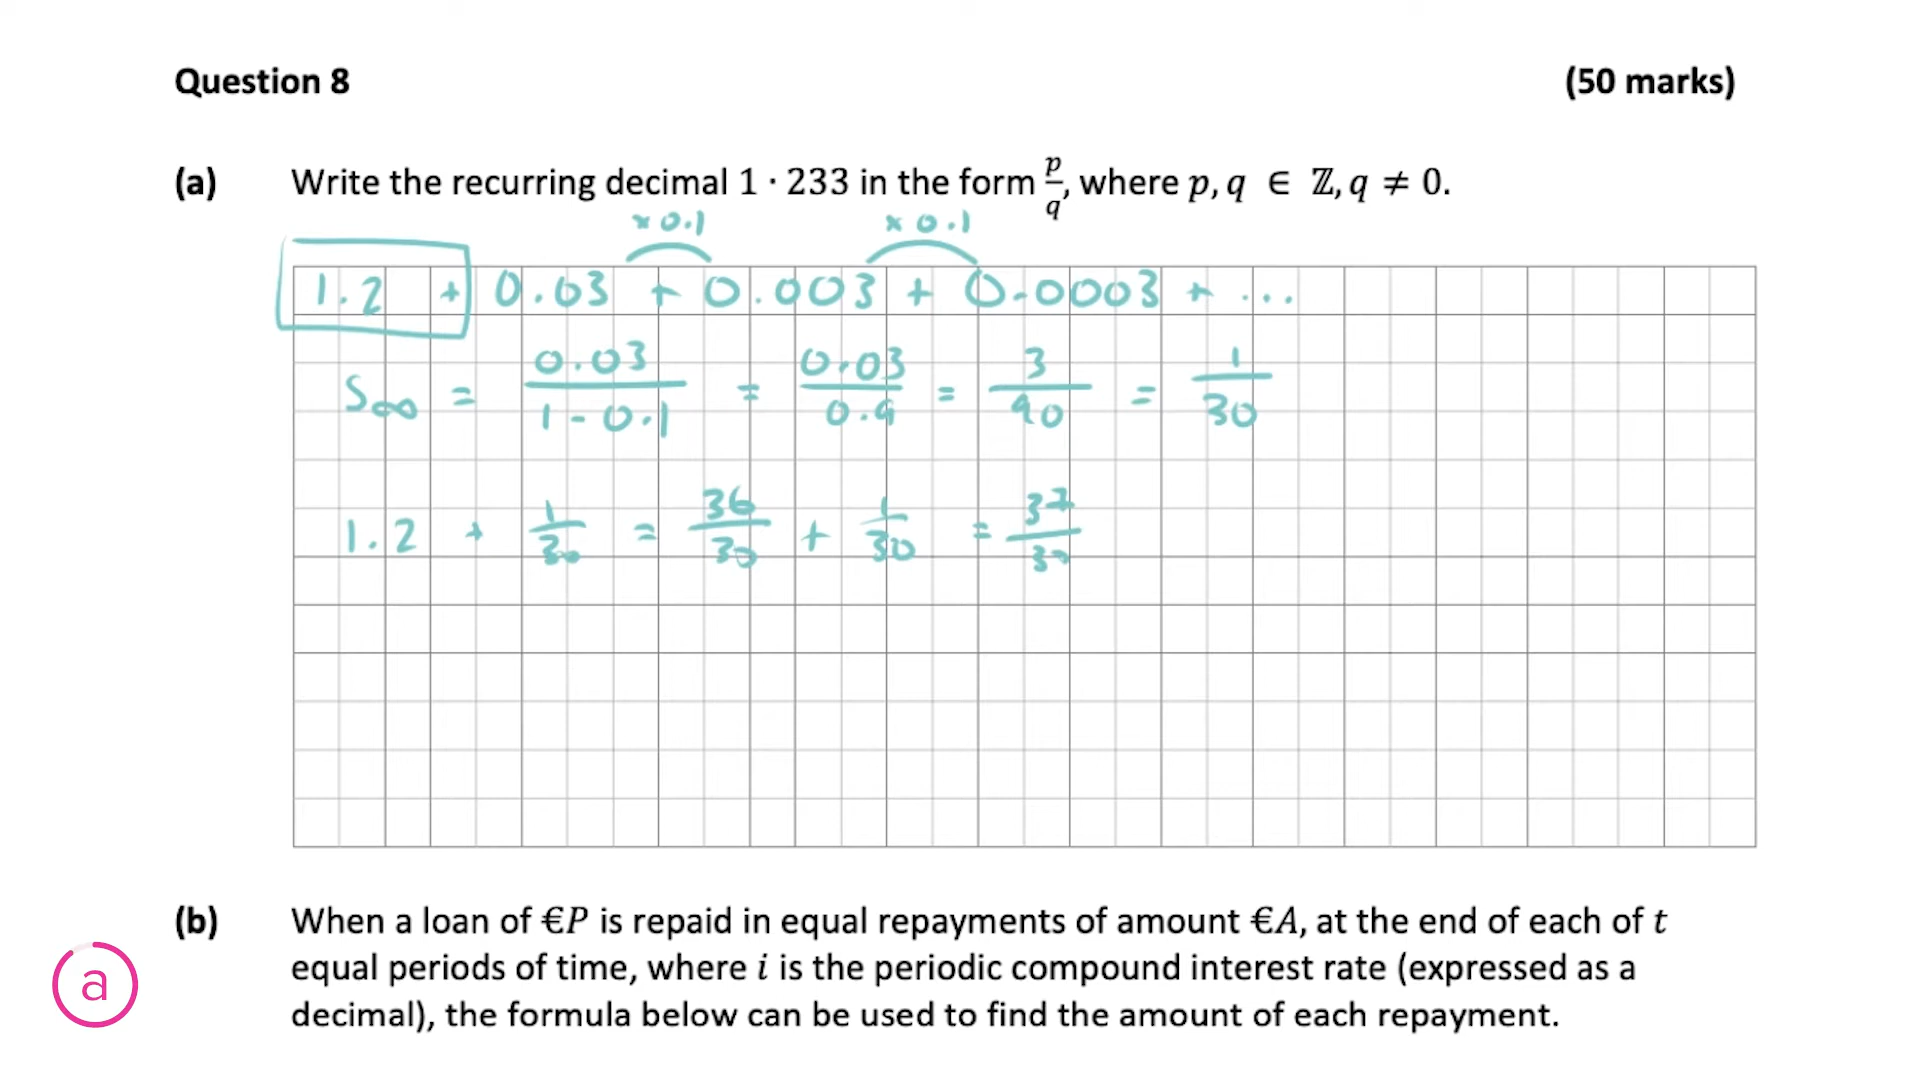 Question 8 (50 marks)
(a) Write the recurring decimal 1 · 233 in the form p/q, where p, q ∈ ℤ, q ≠ 0.
x 0.1 x 0.1
1.2 + 0.03 + 0.003 + 0.0003 + ...
S∞ = 0.03/(1 - 0.1) = 0.03/0.9 = 3/90 = 1/30
1.2 + 1/30 = 36/30 + 1/30 = 37/30
(b) When a loan of €P is repaid in equal repayments of amount €A, at the end of each of t
equal periods of time, where i is the periodic compound interest rate (expressed as a
decimal), the formula below can be used to find the amount of each repayment.
a